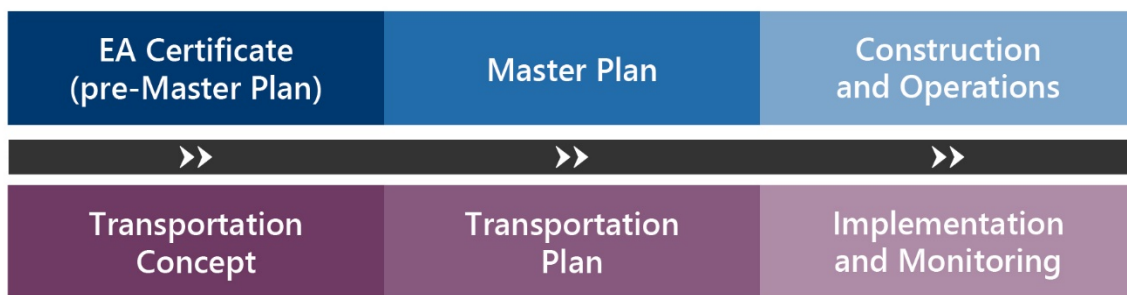 EA Certificate
(pre-Master Plan)
Master Plan
Construction
and Operations
Transportation
Concept
Transportation
Plan
Implementation
and Monitoring